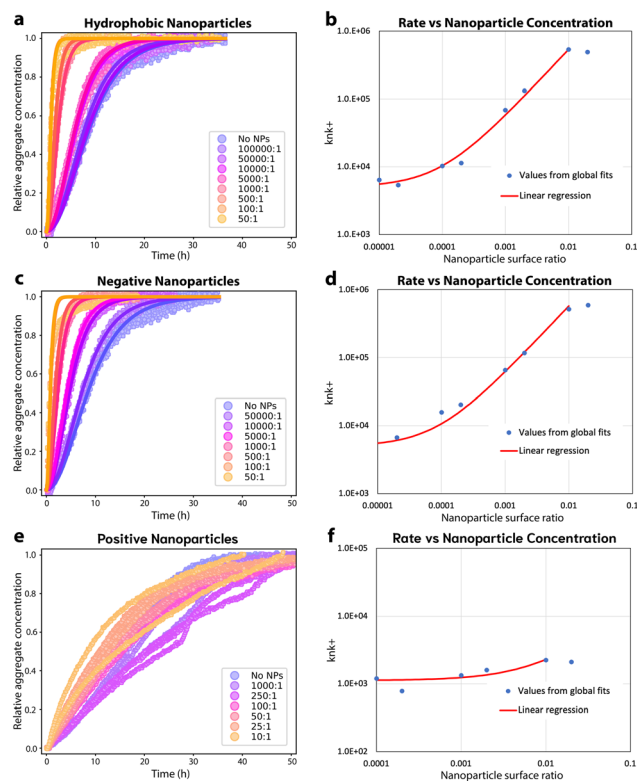 a
Hydrophobic Nanoparticles
Relative aggregate concentration
1.0
0.8
0.6
0.4
0.2
0.0
No NPs
100000:1
50000:1
10000:1
5000:1
1000:1
500:1
100:1
50:1
0
10
20
30
40
50
Time (h)
b
Rate vs Nanoparticle Concentration
knk+
1.0E+06
1.0E+05
1.0E+04
1.0E+03
Values from global fits
Linear regression
0.00001
0.0001
0.001
0.01
0.1
Nanoparticle surface ratio
c
Negative Nanoparticles
Relative aggregate concentration
1.0
0.8
0.6
0.4
0.2
0.0
No NPs
50000:1
10000:1
5000:1
1000:1
500:1
100:1
50:1
0
10
20
30
40
50
Time (h)
d
Rate vs Nanoparticle Concentration
knk+
1.0E+06
1.0E+05
1.0E+04
1.0E+03
Values from global fits
Linear regression
0.00001
0.0001
0.001
0.01
0.1
Nanoparticle surface ratio
e
Positive Nanoparticles
Relative aggregate concentration
1.0
0.8
0.6
0.4
0.2
0.0
No NPs
1000:1
250:1
100:1
50:1
25:1
10:1
0
10
20
30
40
50
Time (h)
f
Rate vs Nanoparticle Concentration
knk+
1.0E+05
1.0E+04
1.0E+03
1.0E+02
Values from global fits
Linear regression
0.0001
0.001
0.01
0.1
Nanoparticle surface ratio